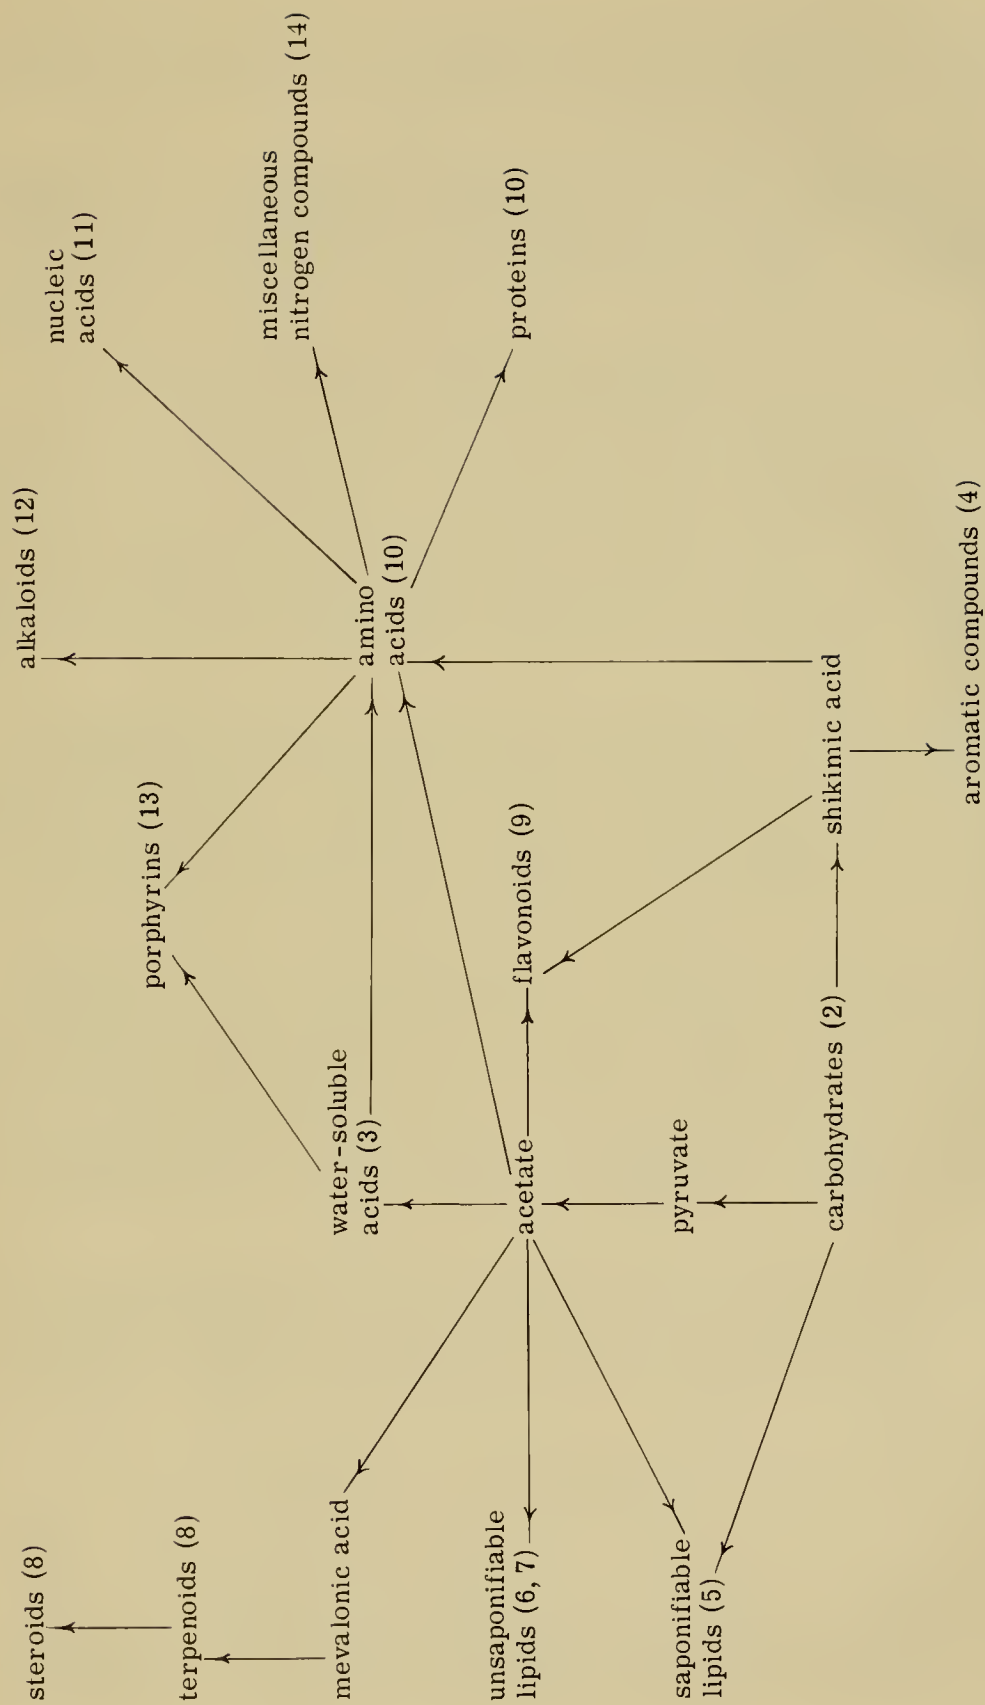 steroids (8)
terpenoids (8)
mevalonic acid
unsaponifiable
lipids (6, 7)
saponifiable
lipids (5)
alkaloids (12)
nucleic
acids (11)
porphyrins (13)
miscellaneous
nitrogen compounds (14)
water-soluble
acids (3)
amino
acids (10)
acetate
flavonoids (9)
proteins (10)
pyruvate
carbohydrates (2)
shikimic acid
aromatic compounds (4)